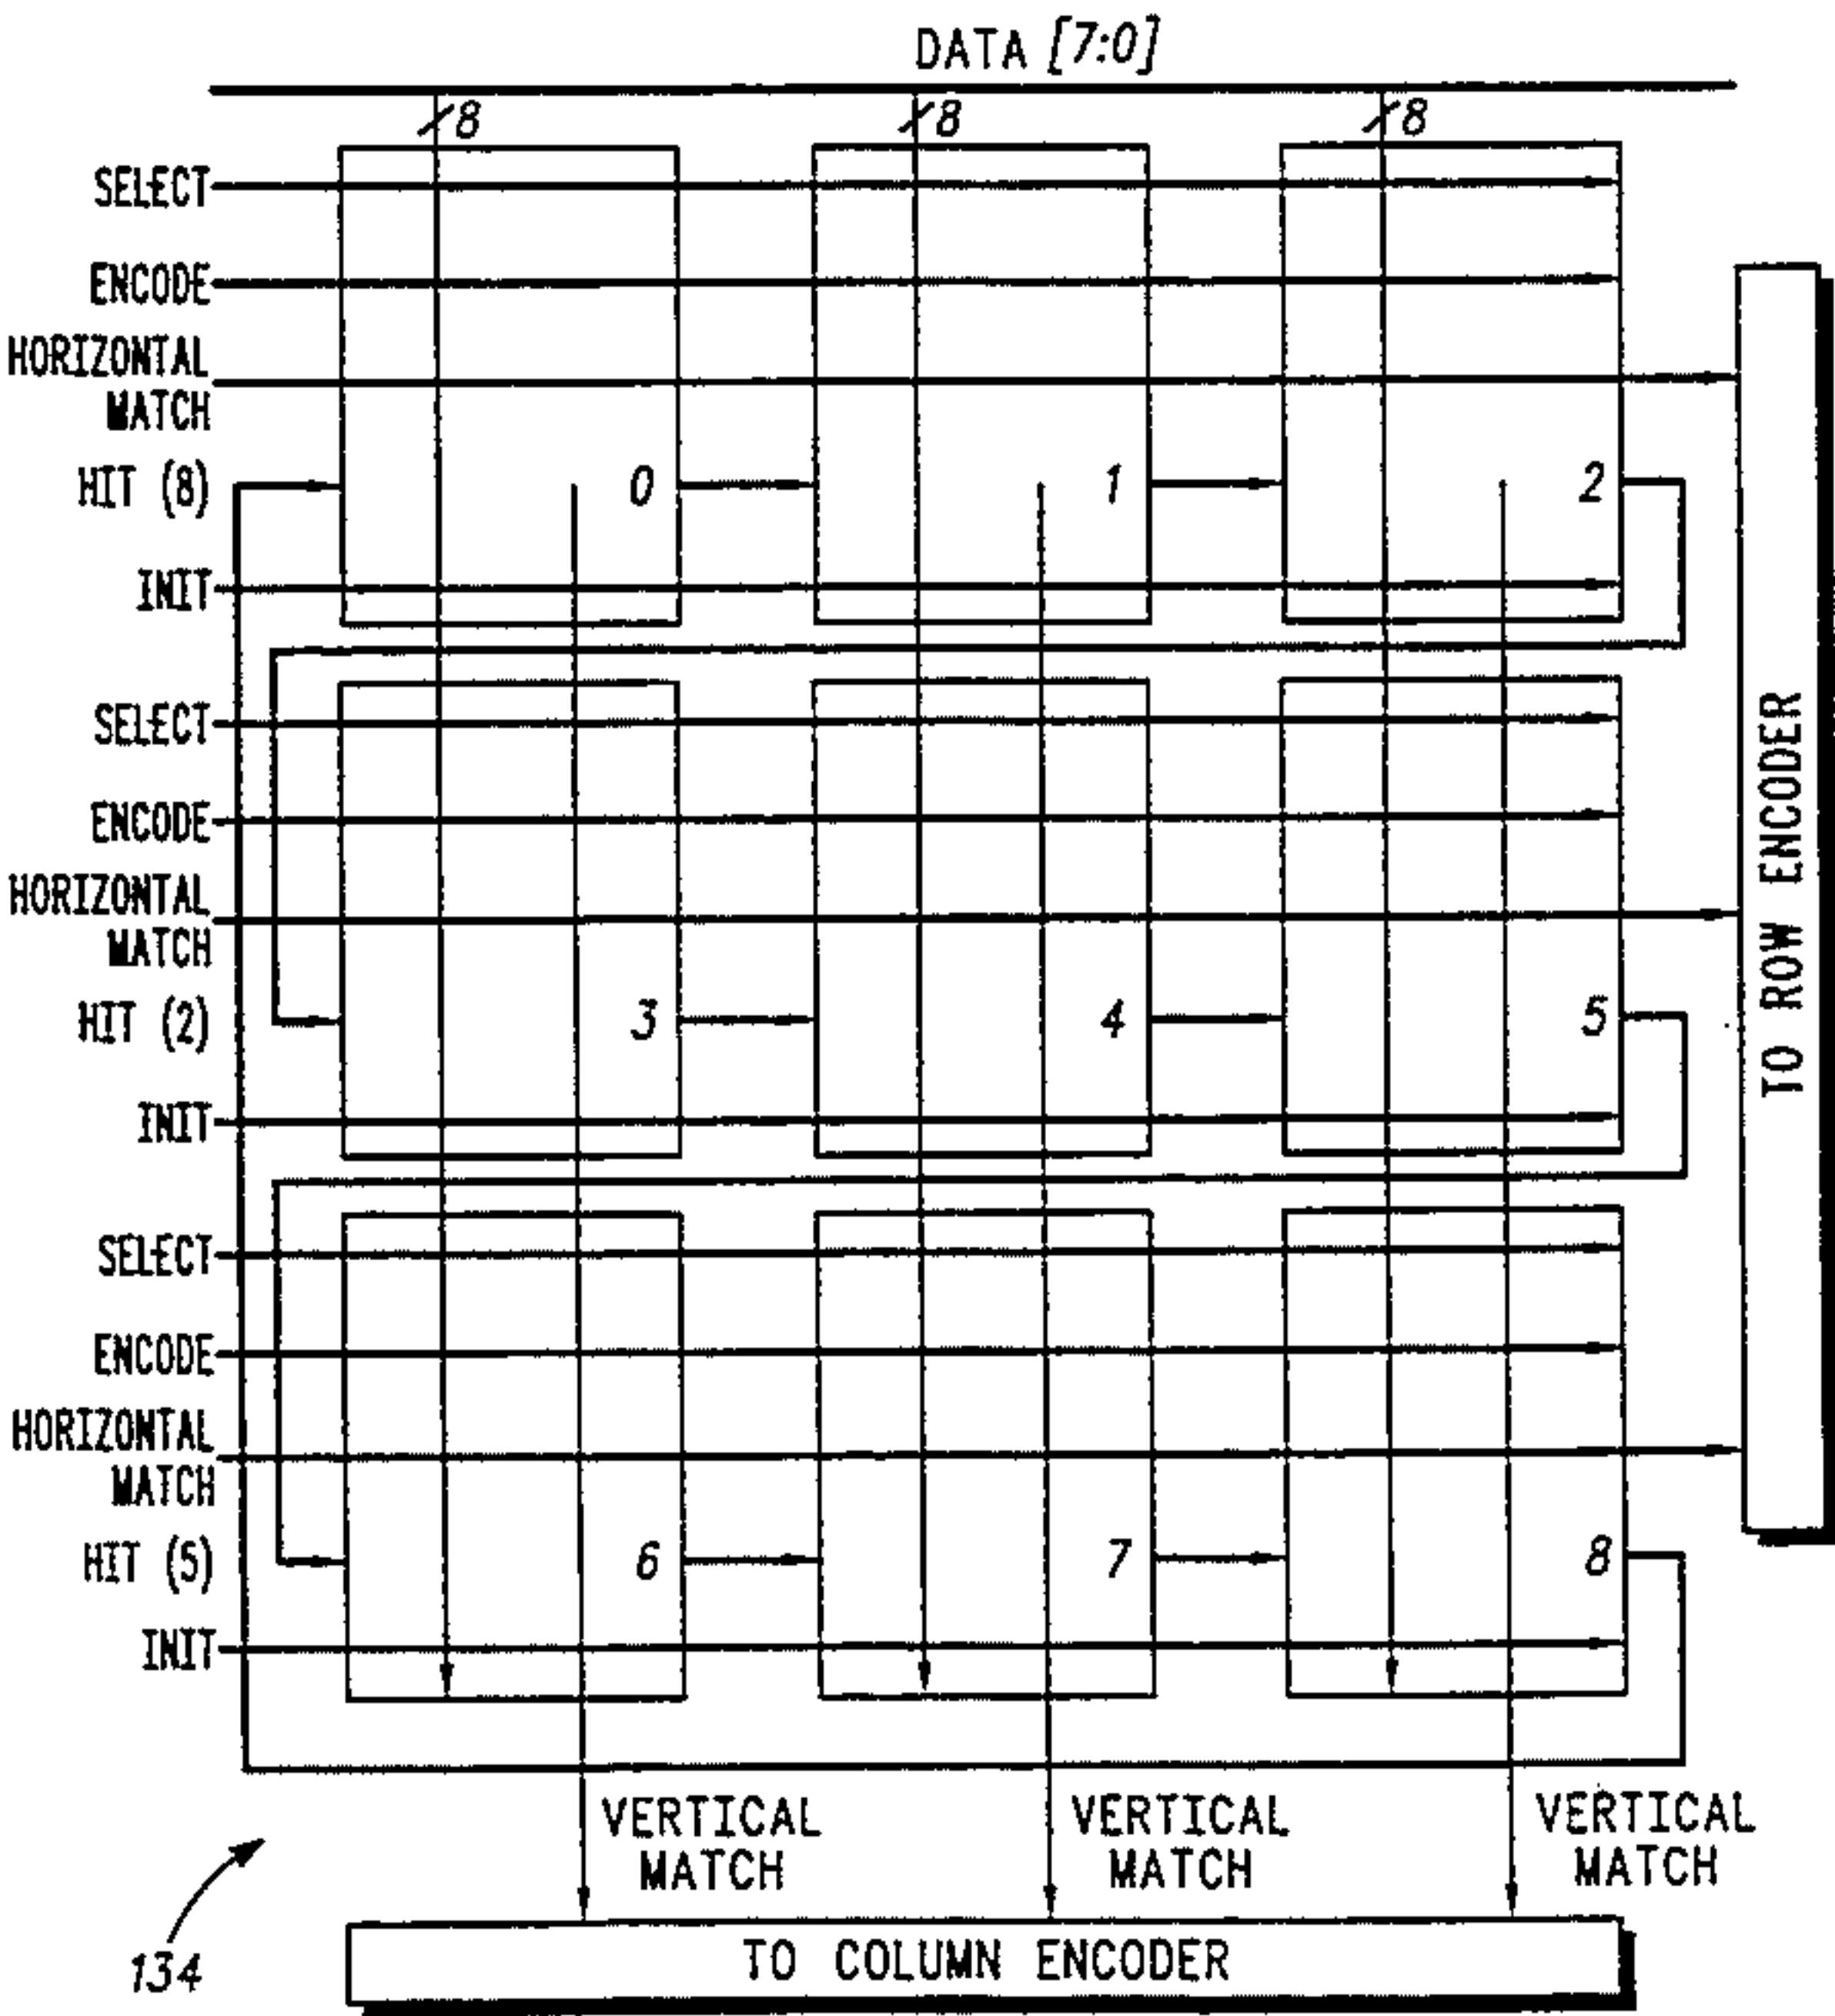 DATA [7:0]
8 8 8
SELECT
ENCODE
HORIZONTAL
MATCH
HIT (8) 0 1 2
INIT
SELECT
ENCODE
HORIZONTAL
MATCH
HIT (2) 3 4 5
INIT
TO ROW ENCODER
SELECT
ENCODE
HORIZONTAL
MATCH
HIT (5) 6 7 8
INIT
VERTICAL
MATCH
VERTICAL
MATCH
VERTICAL
MATCH
134
TO COLUMN ENCODER